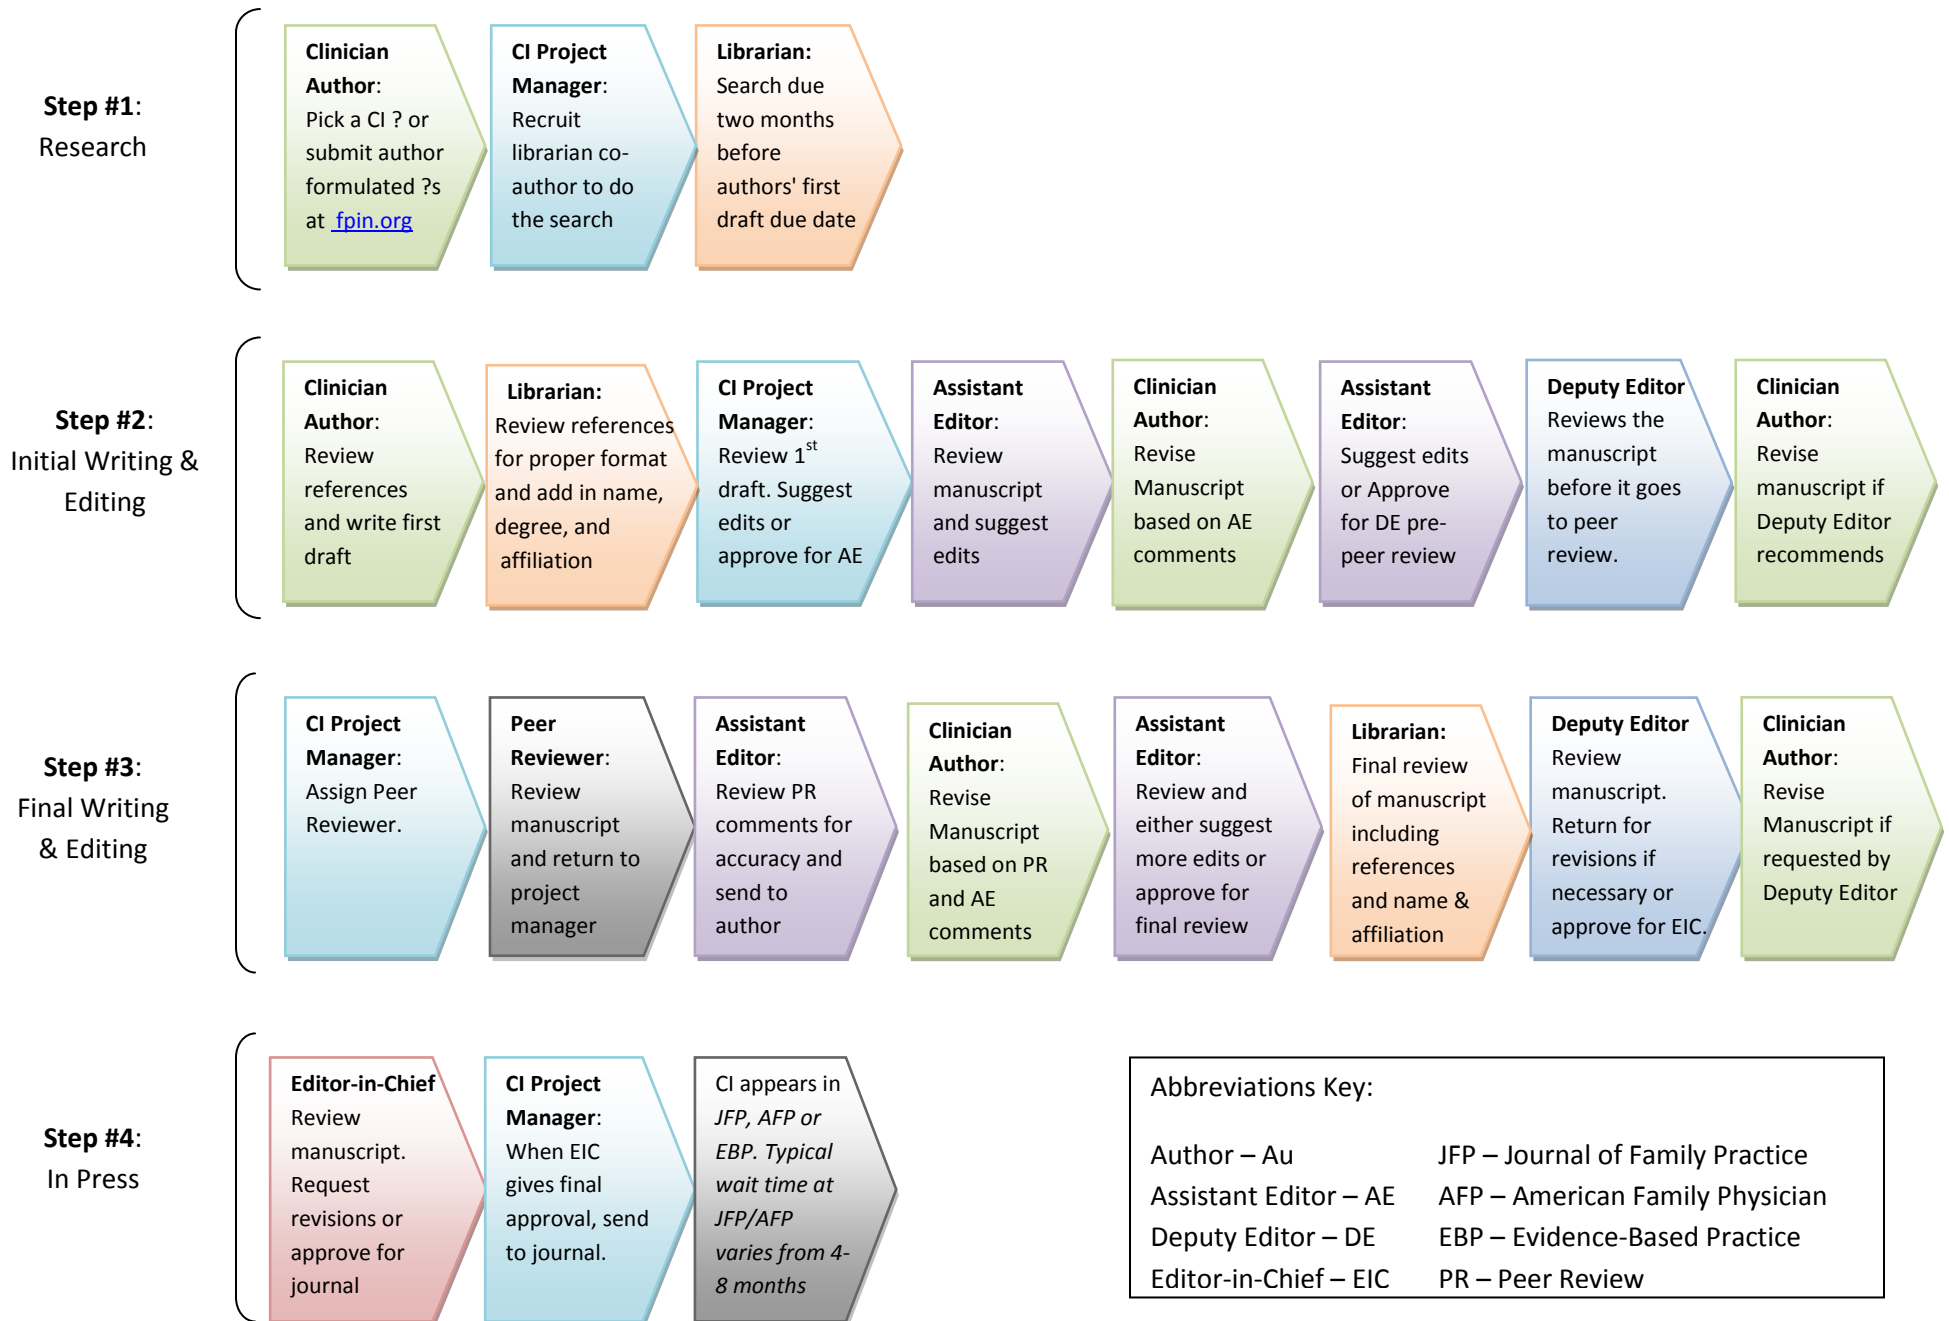 Step #1:
Research
Clinician
Author:
Pick a CI ? or
submit author
formulated ?s
at fpin.org
CI Project
Manager:
Recruit
librarian co-
author to do
the search
Librarian:
Search due
two months
before
authors' first
draft due date
Step #2:
Initial Writing &
Editing
Clinician
Author:
Review
references
and write first
draft
Librarian:
Review references
for proper format
and add in name,
degree, and
affiliation
CI Project
Manager:
Review 1st
draft. Suggest
edits or
approve for AE
Assistant
Editor:
Review
manuscript
and suggest
edits
Clinician
Author:
Revise
Manuscript
based on AE
comments
Assistant
Editor:
Suggest edits
or Approve
for DE pre-
peer review
Deputy Editor
Reviews the
manuscript
before it goes
to peer
review.
Clinician
Author:
Revise
manuscript if
Deputy Editor
recommends
Step #3:
Final Writing
& Editing
CI Project
Manager:
Assign Peer
Reviewer.
Peer
Reviewer:
Review
manuscript
and return to
project
manager
Assistant
Editor:
Review PR
comments for
accuracy and
send to
author
Clinician
Author:
Revise
Manuscript
based on PR
and AE
comments
Assistant
Editor:
Review and
either suggest
more edits or
approve for
final review
Librarian:
Final review
of manuscript
including
references
and name &
affiliation
Deputy Editor
Review
manuscript.
Return for
revisions if
necessary or
approve for EIC.
Clinician
Author:
Revise
Manuscript if
requested by
Deputy Editor
Step #4:
In Press
Editor-in-Chief
Review
manuscript.
Request
revisions or
approve for
journal
CI Project
Manager:
When EIC
gives final
approval, send
to journal.
CI appears in
JFP, AFP or
EBP. Typical
wait time at
JFP/AFP
varies from 4-
8 months
Abbreviations Key:
Author – Au
Assistant Editor – AE
Deputy Editor – DE
Editor-in-Chief – EIC
JFP – Journal of Family Practice
AFP – American Family Physician
EBP – Evidence-Based Practice
PR – Peer Review